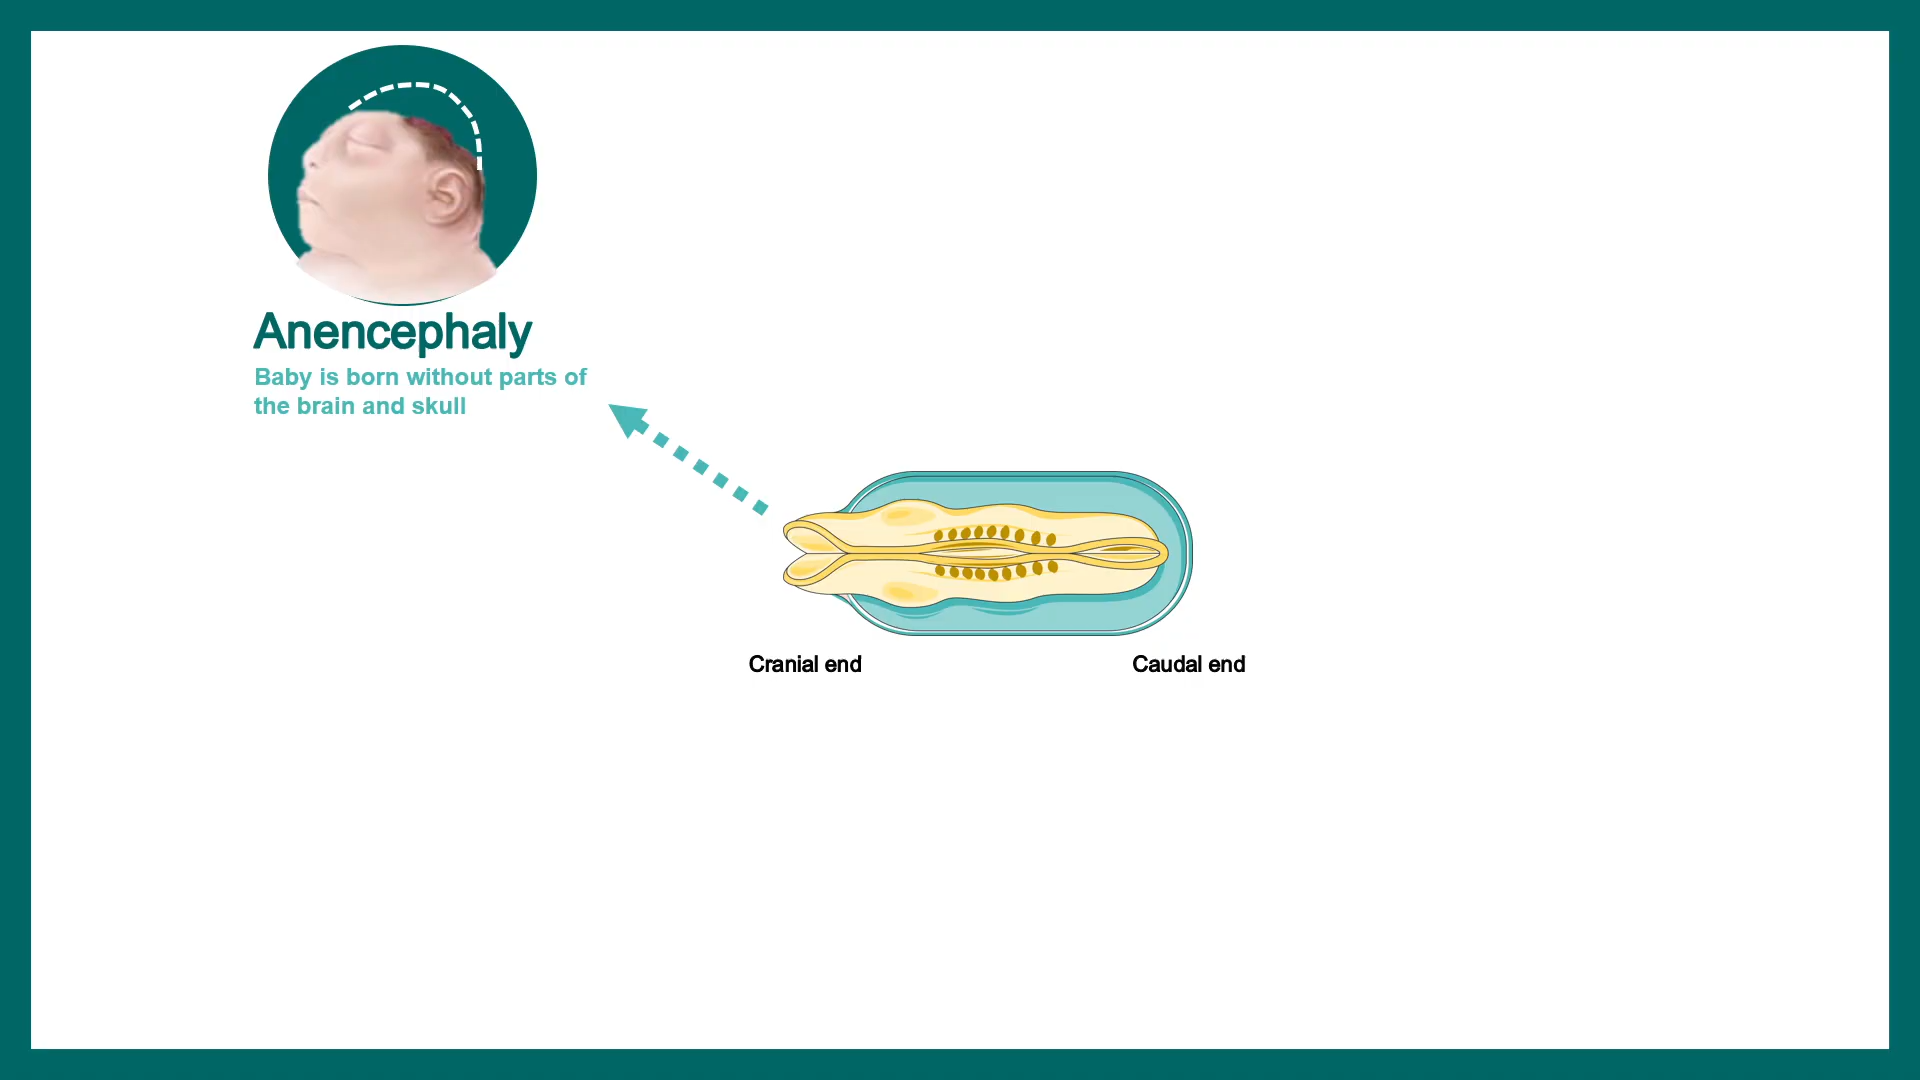 Anencephaly
Baby is born without parts of
the brain and skull
Cranial end
Caudal end